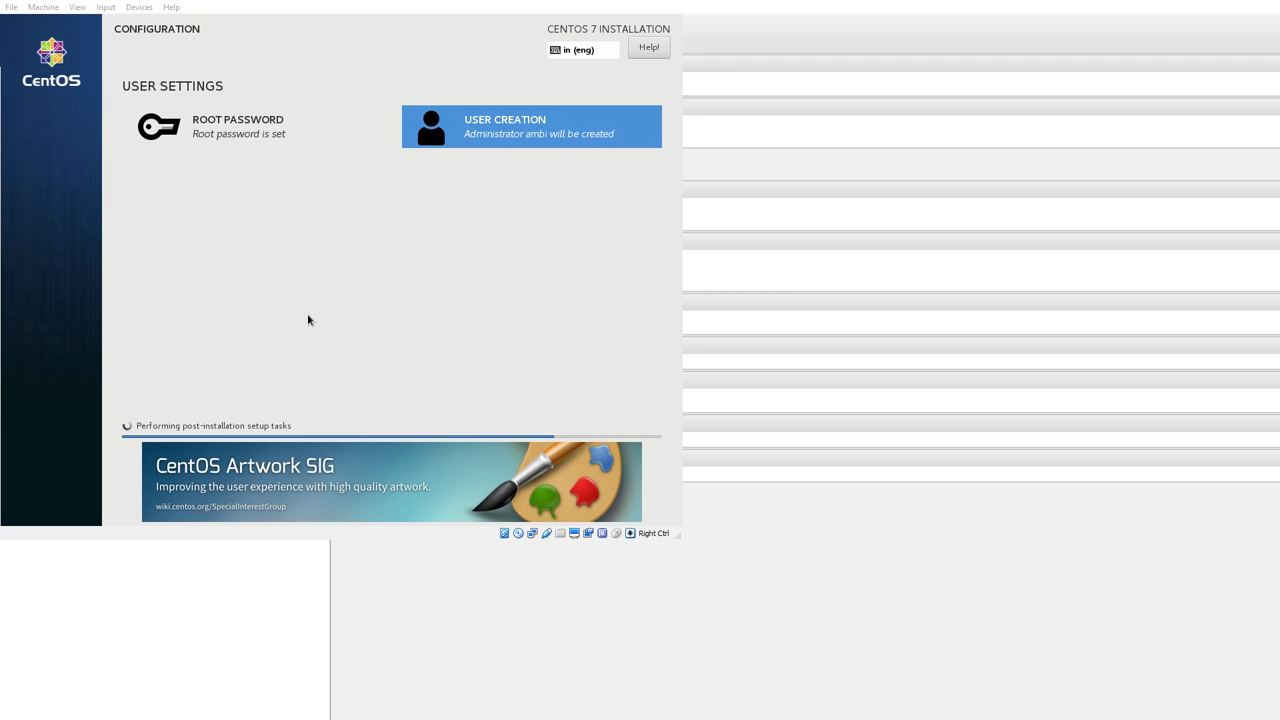 File Machine View Input Devices Help
CentOS
CONFIGURATION
CENTOS 7 INSTALLATION
in (eng)
Help!
USER SETTINGS
ROOT PASSWORD
Root password is set
USER CREATION
Administrator ambi will be created
Performing post-installation setup tasks
CentOS Artwork SIG
Improving the user experience with high quality artwork.
wiki.centos.org/SpecialInterestGroup
Right Ctrl